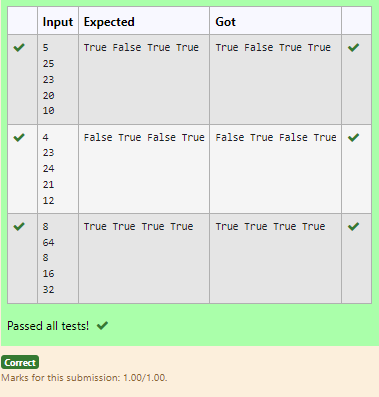 Input Expected Got
5 True False True True True False True True
25
23
20
10
4 False True False True False True False True
23
24
21
12
8 True True True True True True True True
64
8
16
32
Passed all tests!
Correct
Marks for this submission: 1.00/1.00.